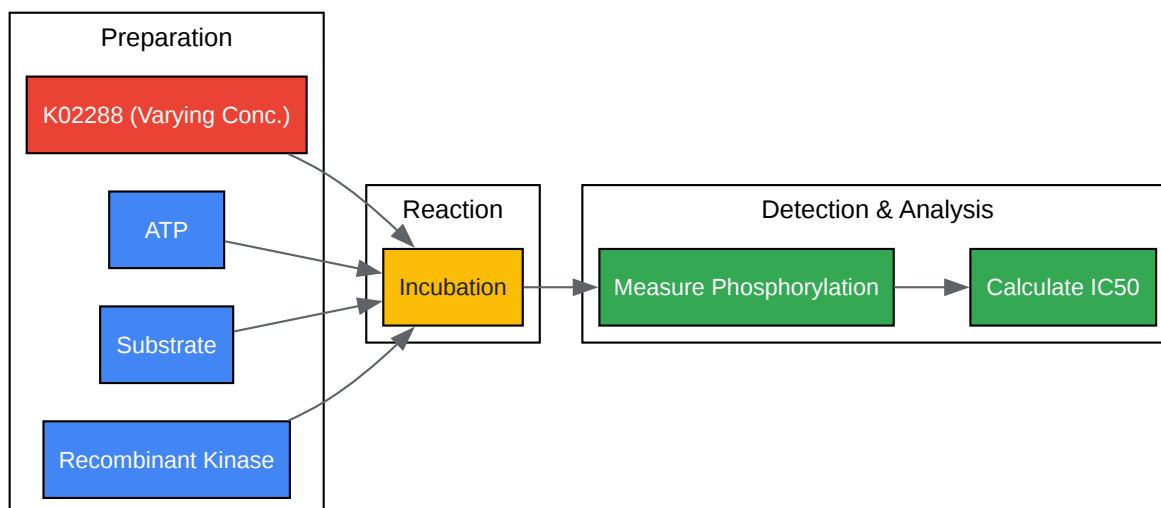 Preparation
K02288 (Varying Conc.)
ATP
Substrate
Recombinant Kinase
Reaction
Incubation
Detection & Analysis
Measure Phosphorylation
Calculate IC50